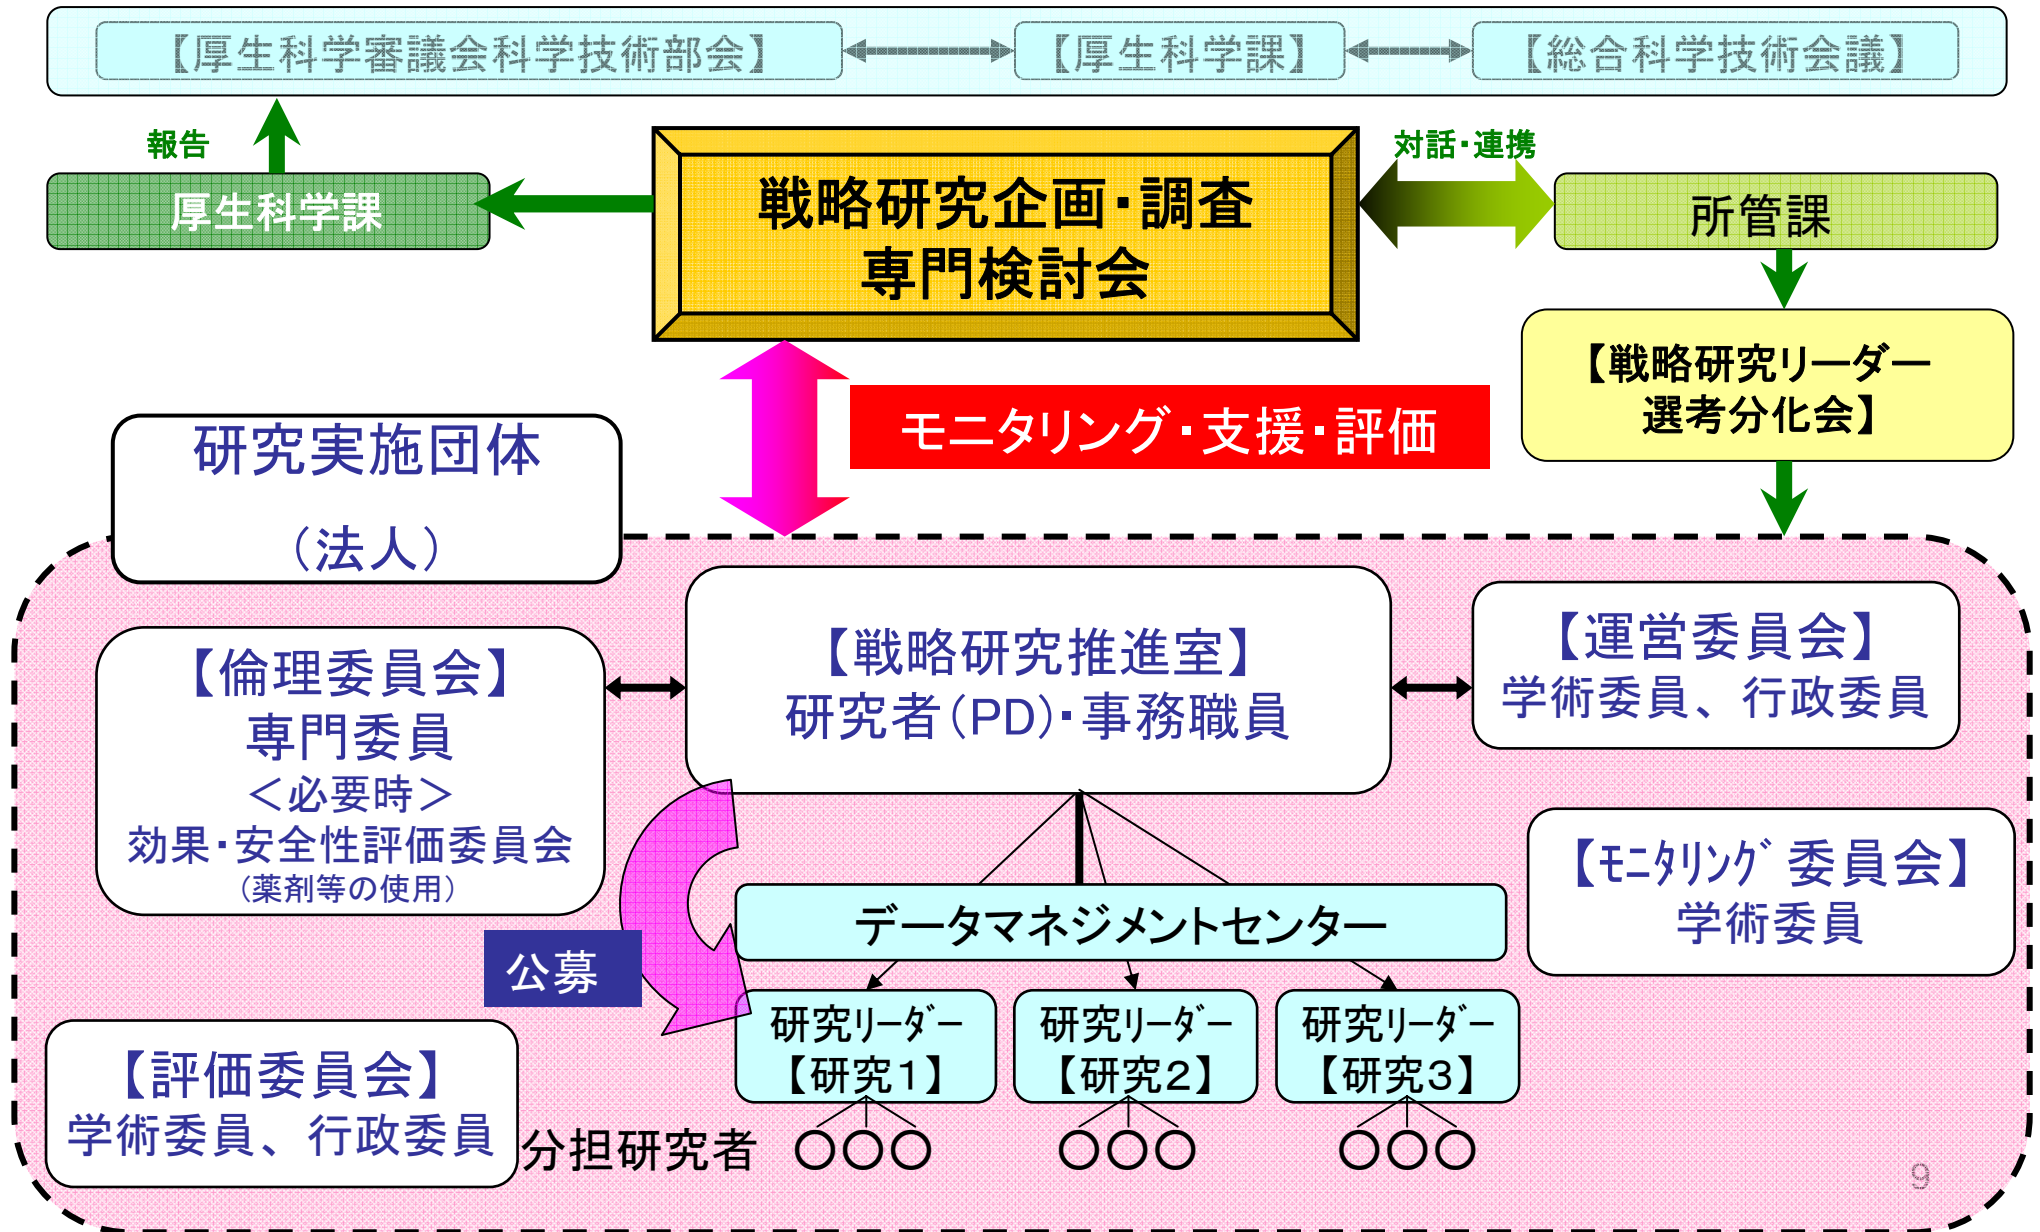 【厚生科学審議会科学技術部会】
【厚生科学課】
【総合科学技術会議】
報告
対話・連携
厚生科学課
戦略研究企画・調査
専門検討会
所管課
【戦略研究リーダー
選考分化会】
モニタリング・支援・評価
研究実施団体
（法人）
【倫理委員会】
専門委員
＜必要時＞
効果・安全性評価委員会
（薬剤等の使用）
【戦略研究推進室】
研究者（PD）・事務職員
【運営委員会】
学術委員、行政委員
【ﾓﾆﾀﾘﾝｸﾞ委員会】
学術委員
データマネジメントセンター
公募
研究ﾘｰﾀﾞｰ
【研究１】
研究ﾘｰﾀﾞｰ
【研究２】
研究ﾘｰﾀﾞｰ
【研究３】
【評価委員会】
学術委員、行政委員
分担研究者
9